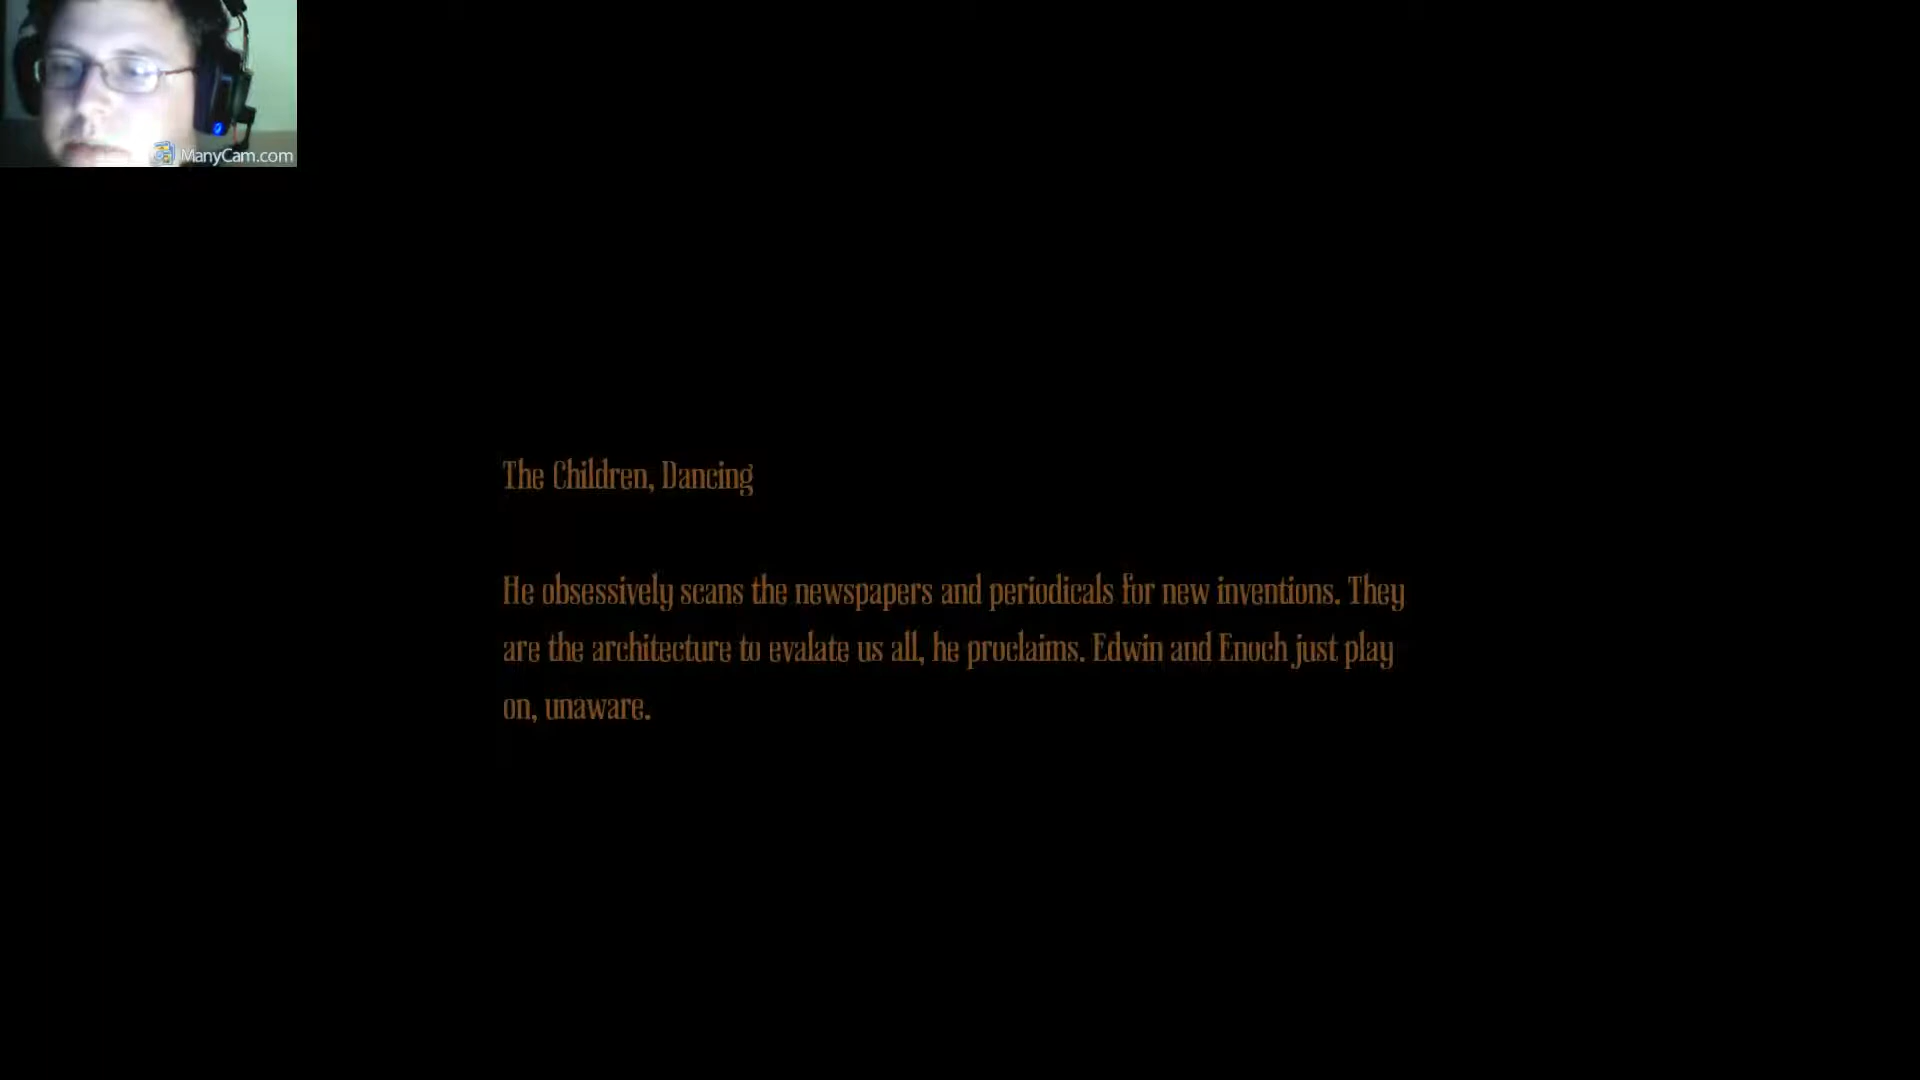 ManyCam.com
The Children, Dancing
He obsessively scans the newspapers and periodicals for new inventions. They
are the architecture to evalate us all, he proclaims. Edwin and Enoch just play
on, unaware.